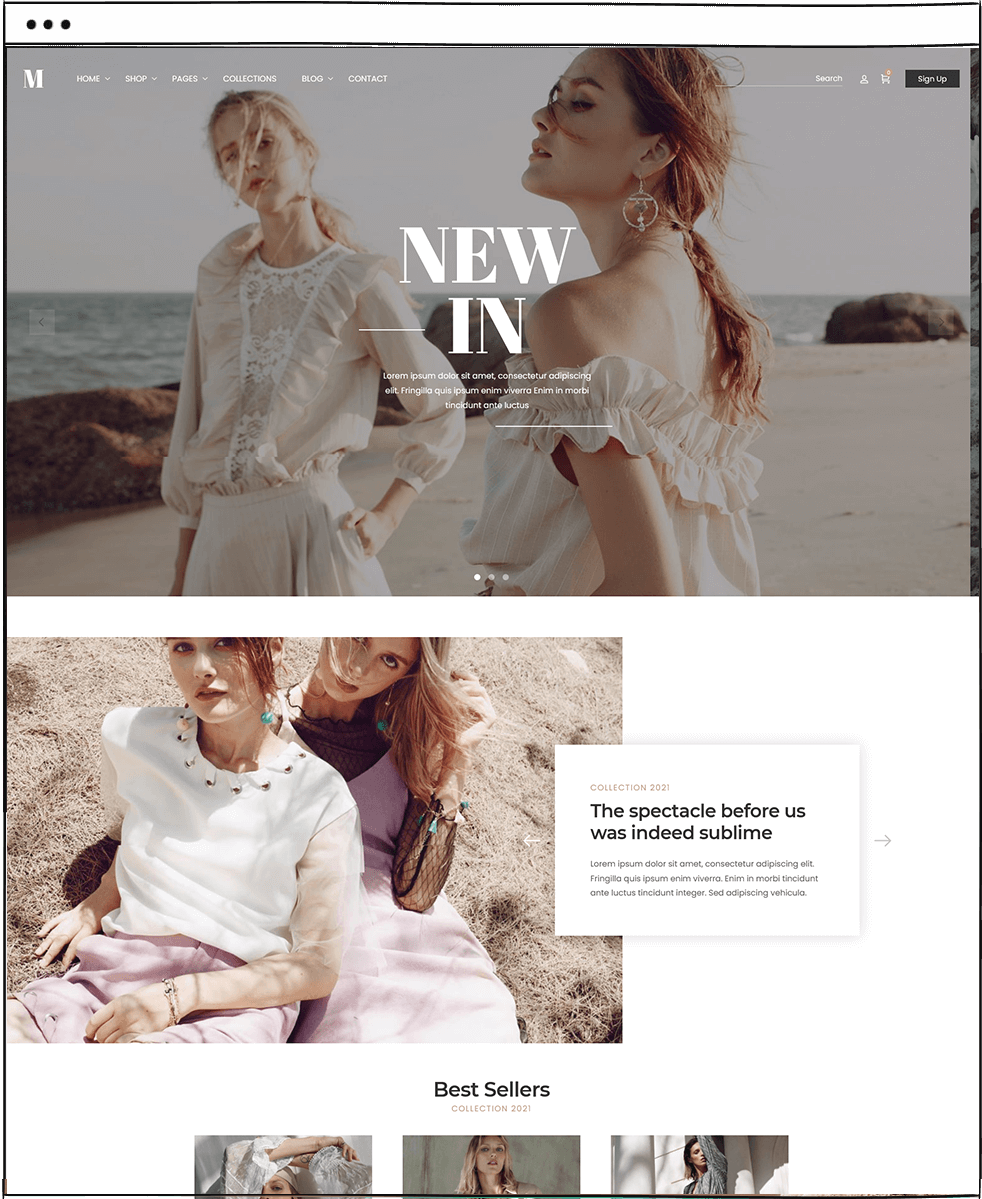 M
HOME SHOP PAGES COLLECTIONS BLOG CONTACT Search Sign Up
NEW
IN
Lorem ipsum dolor sit amet, consectetur adipiscing
elit. Fringilla quis ipsum enim viverra Enim in morbi
tincidunt ante luctus
COLLECTION 2021
The spectacle before us
was indeed sublime
Lorem ipsum dolor sit amet, consectetur adipiscing elit.
Fringilla quis ipsum enim viverra. Enim in morbi tincidunt
ante luctus tincidunt integer. Sed adipiscing vehicula.
Best Sellers
COLLECTION 2021